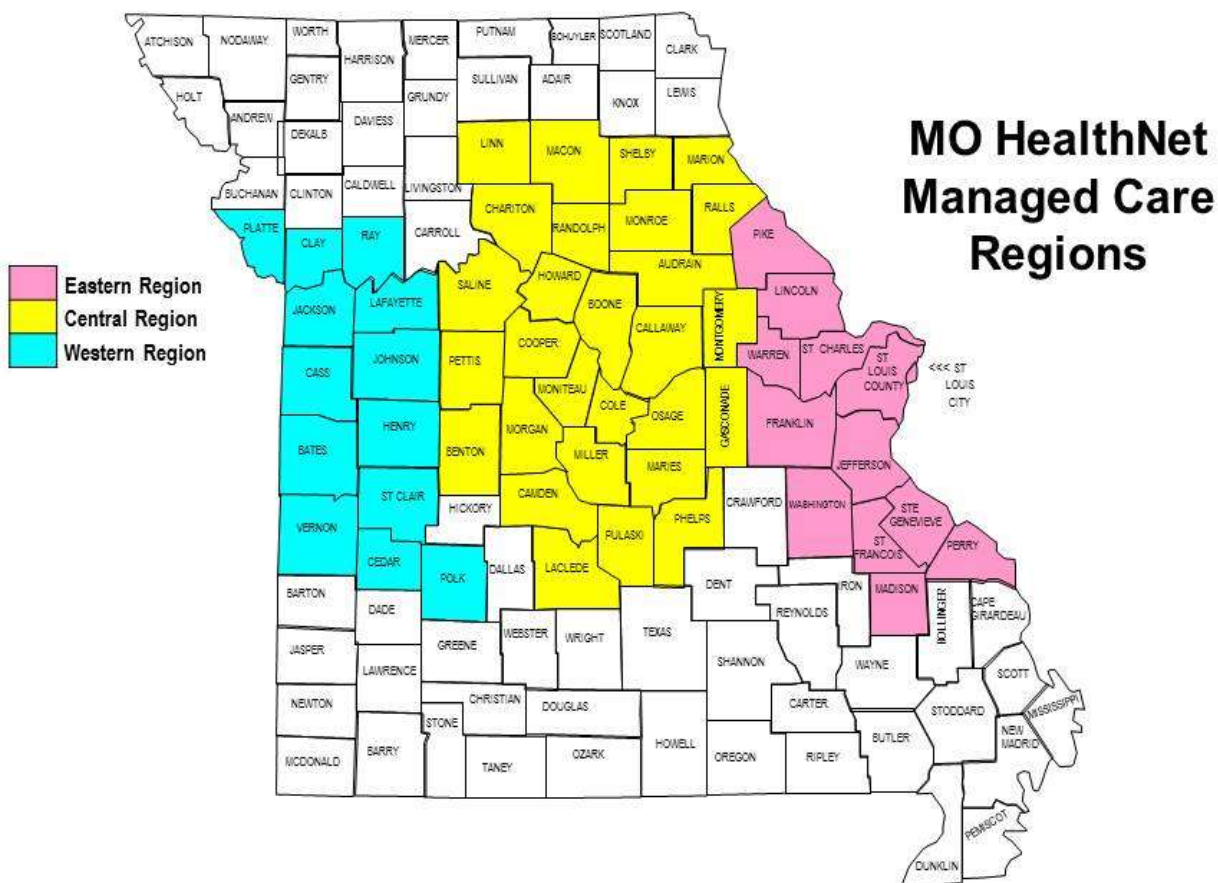 MO HealthNet
Managed Care
Regions
Eastern Region
Central Region
Western Region
ATCHISON
NODAWAY
WORTH
HARRISON
MERCER
PUTNAM
SCHUYLER
SCOTLAND
CLARK
GENTRY
SULLIVAN
ADAIR
HOLT
GRUNDY
KNOX
LEWIS
ANDREW
DEKALB
DAVIESS
LINN
MACON
SHELBY
MARION
BUCHANAN
CLINTON
CALDWELL
LIVINGSTON
CHARITON
RANDOLPH
MONROE
RALLS
PLATTE
CLAY
RAY
CARROLL
PIKE
AUDRAIN
SALINE
HOWARD
BOONE
LINCOLN
JACKSON
LAFAYETTE
CALLAWAY
MONTGOMERY
COOPER
WARREN
ST CHARLES
ST
LOUIS
COUNTY
<<< ST
LOUIS
CITY
CASS
JOHNSON
PETTIS
MONITEAU
COLE
OSAGE
GASCONADE
FRANKLIN
BATES
HENRY
BENTON
MORGAN
MILLER
MARIES
JEFFERSON
ST CLAIR
HICKORY
CAMDEN
PULASKI
PHELPS
CRAWFORD
WASHINGTON
STE
GENEVIEVE
ST
FRANCOIS
PERRY
VERNON
CEDAR
POLK
DALLAS
LACLEDE
DENT
IRON
MADISON
BARTON
DADE
GREENE
WEBSTER
WRIGHT
TEXAS
REYNOLDS
BOLLINGER
CAPE
GIRARDEAU
JASPER
LAWRENCE
SHANNON
WAYNE
SCOTT
NEWTON
CHRISTIAN
DOUGLAS
CARTER
STODDARD
MISSISSIPPI
STONE
HOWELL
BUTLER
NEW
MADRID
MCDONALD
BARRY
TANEY
OZARK
OREGON
RIPLEY
PEMISCOT
DUNKLIN